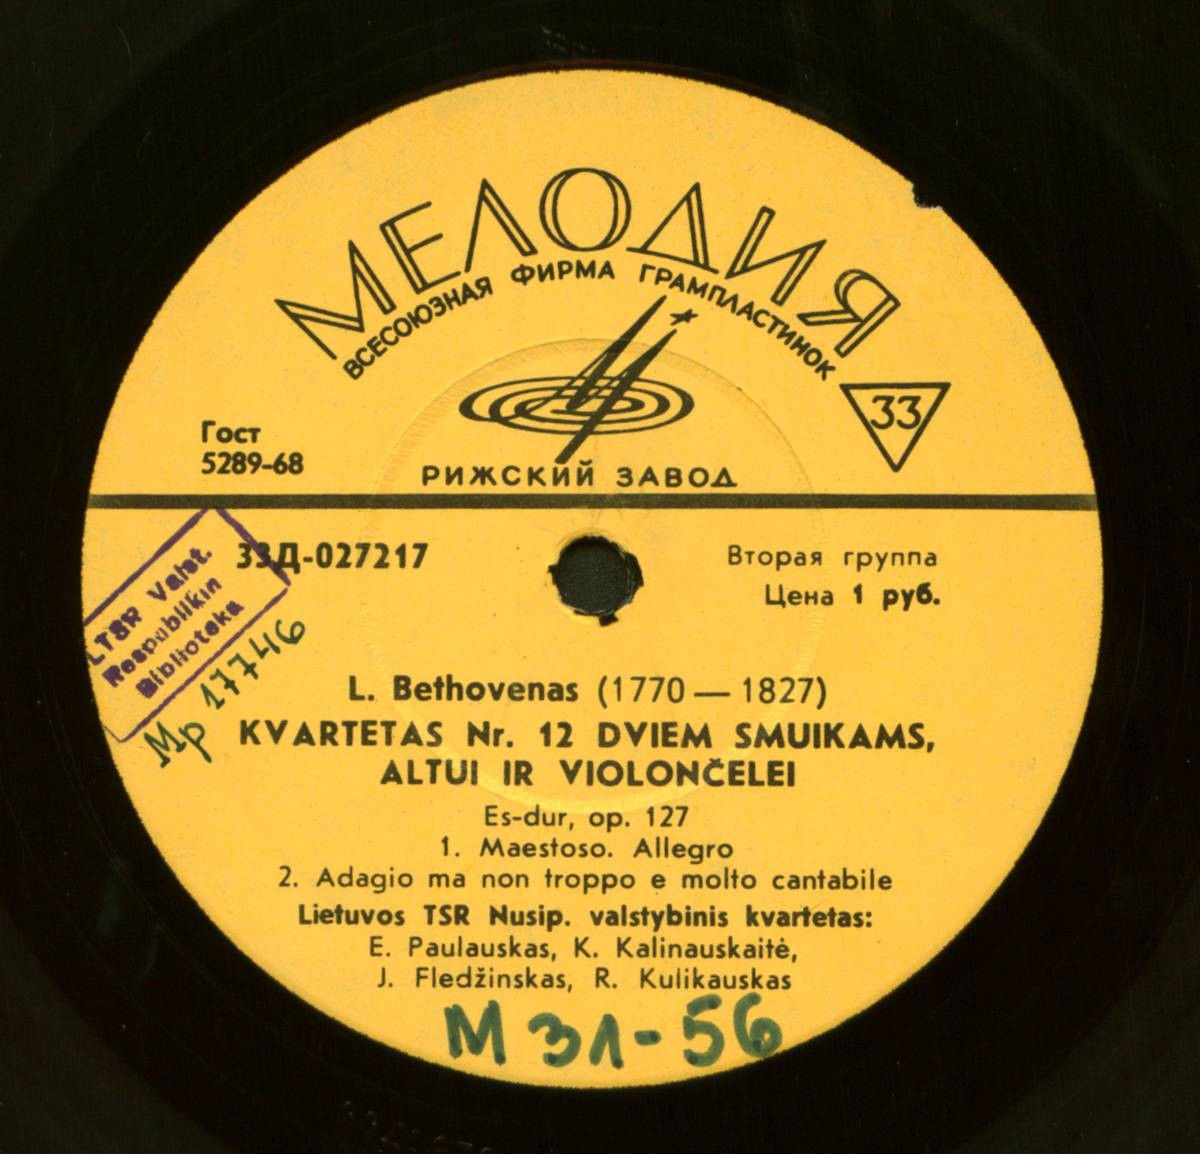 МЕЛОДИЯ
ВСЕСОЮЗНАЯ ФИРМА ГРАМПЛАСТИНОК
33
Гост
5289-68
РИЖСКИЙ ЗАВОД
33Д-027217
Вторая группа
Цена 1 руб.
LTSR Valst.
Respublikin
Biblioteka
Mp 17746
L. Bethovenas (1770 — 1827)
KVARTETAS Nr. 12 DVIEM SMUIKAMS,
ALTUI IR VIOLONČELEI
Es-dur, op. 127
1. Maestoso. Allegro
2. Adagio ma non troppo e molto cantabile
Lietuvos TSR Nusip. valstybinis kvartetas:
E. Paulauskas, K. Kalinauskaitė,
J. Fledžinskas, R. Kulikauskas
М ЗЛ-56